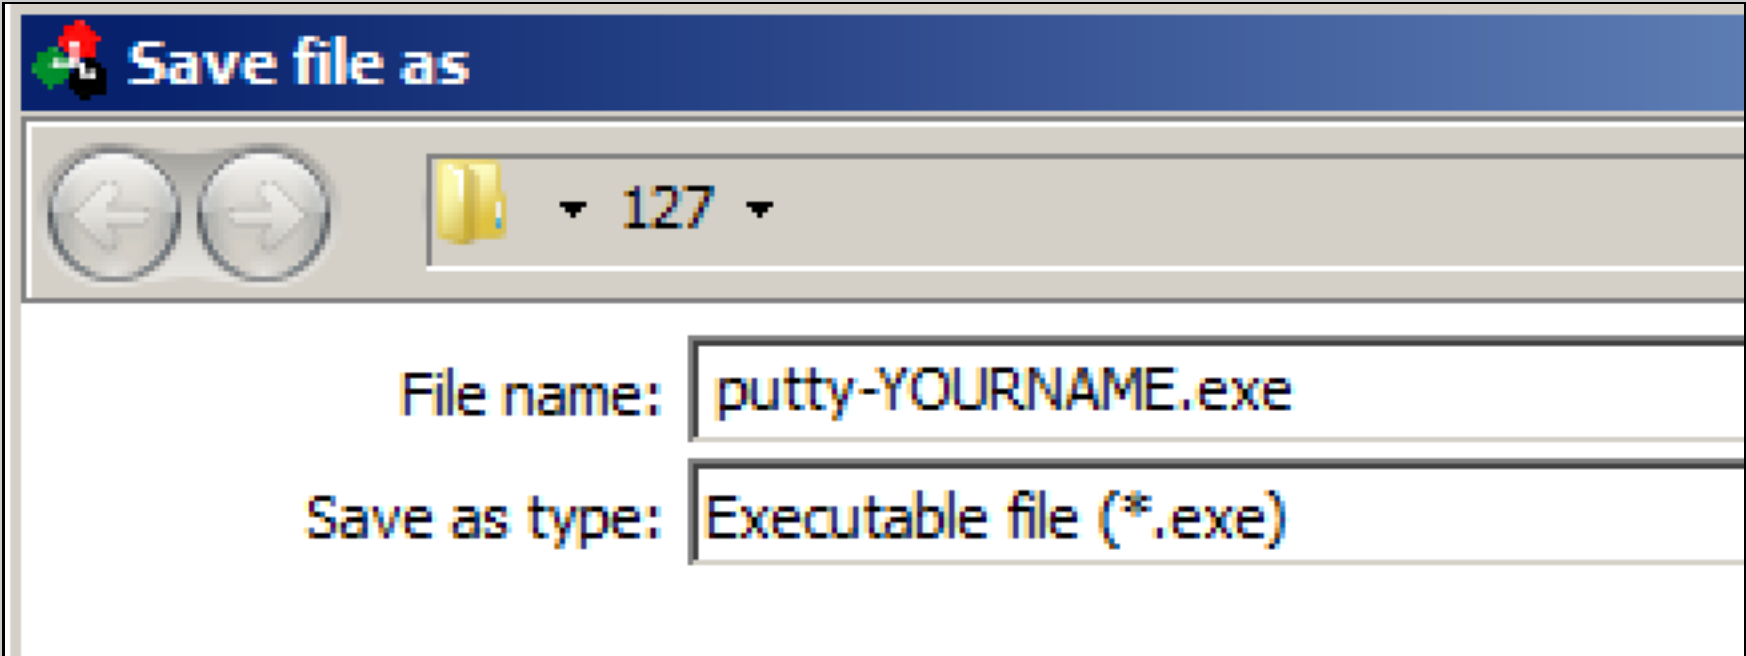 Save file as
127
File name: putty-YOURNAME.exe
Save as type: Executable file (*.exe)